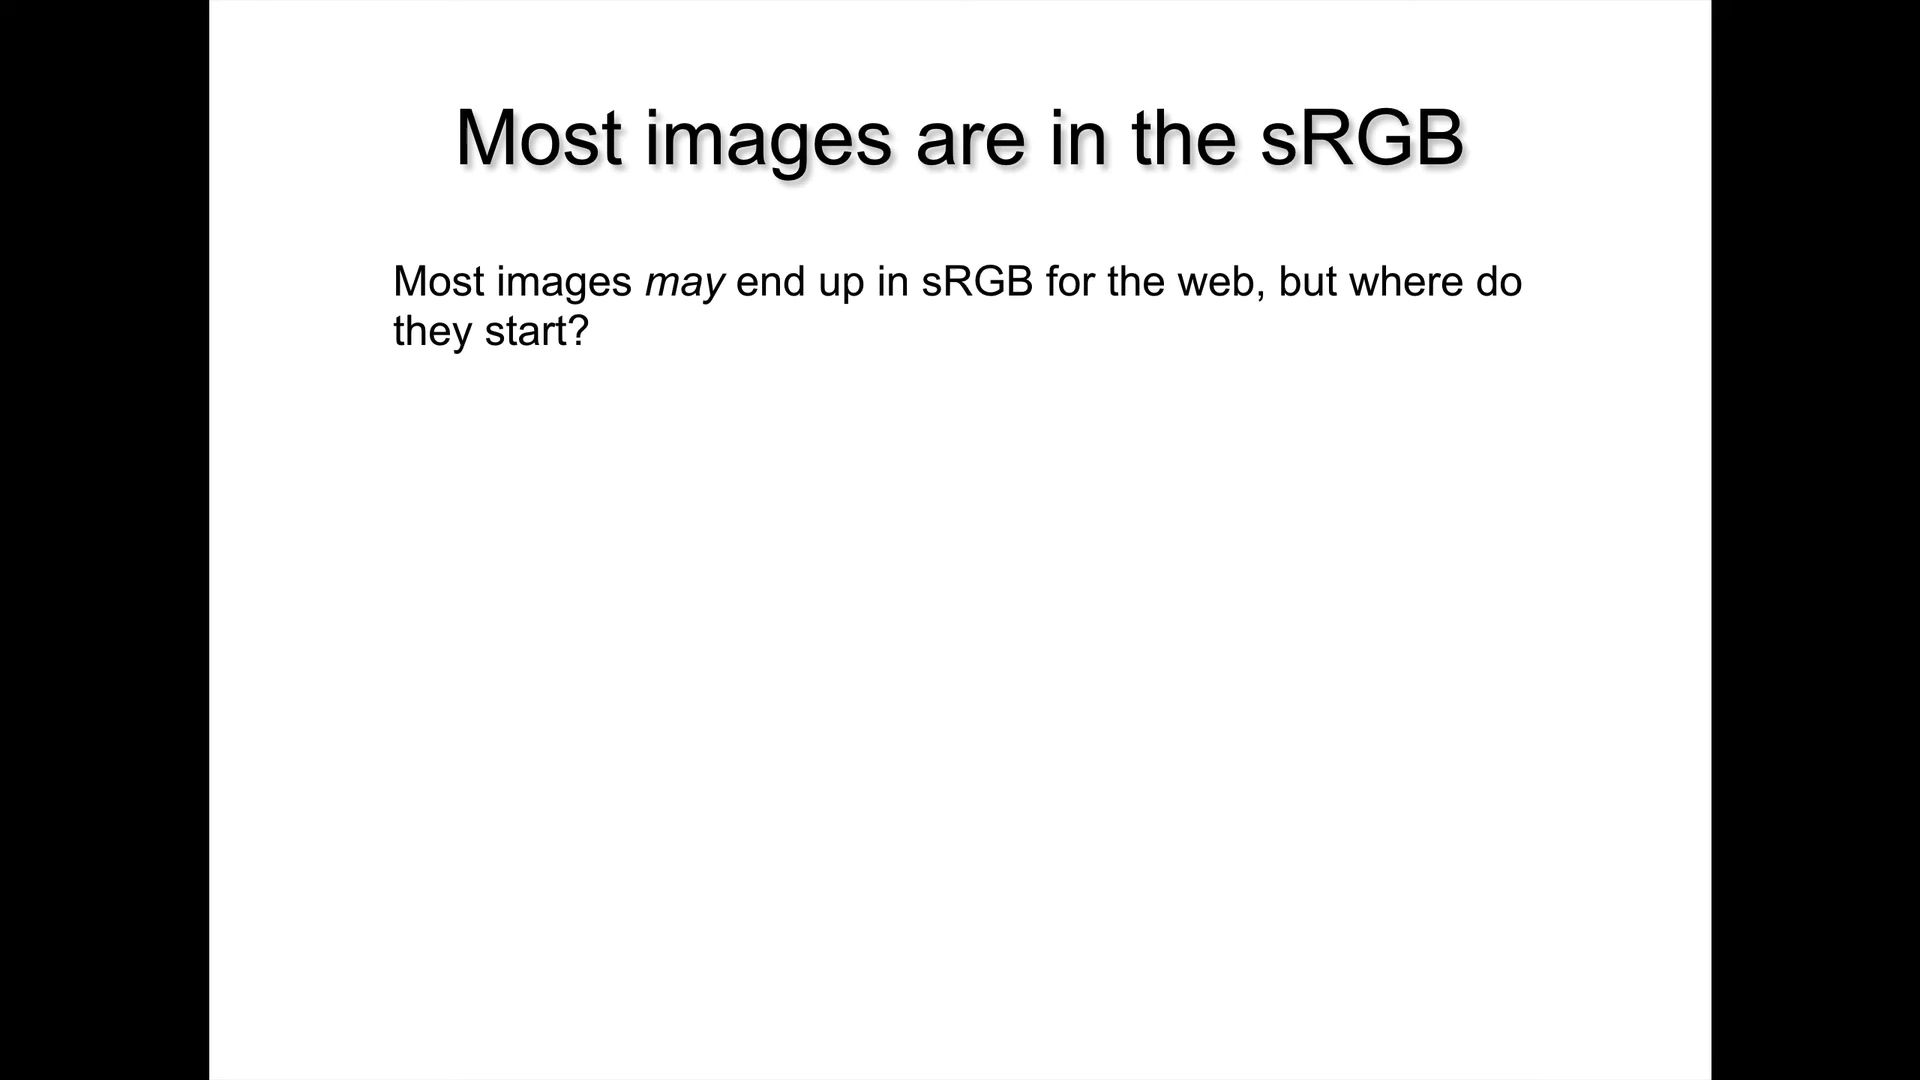 Most images are in the sRGB
Most images may end up in sRGB for the web, but where do
they start?